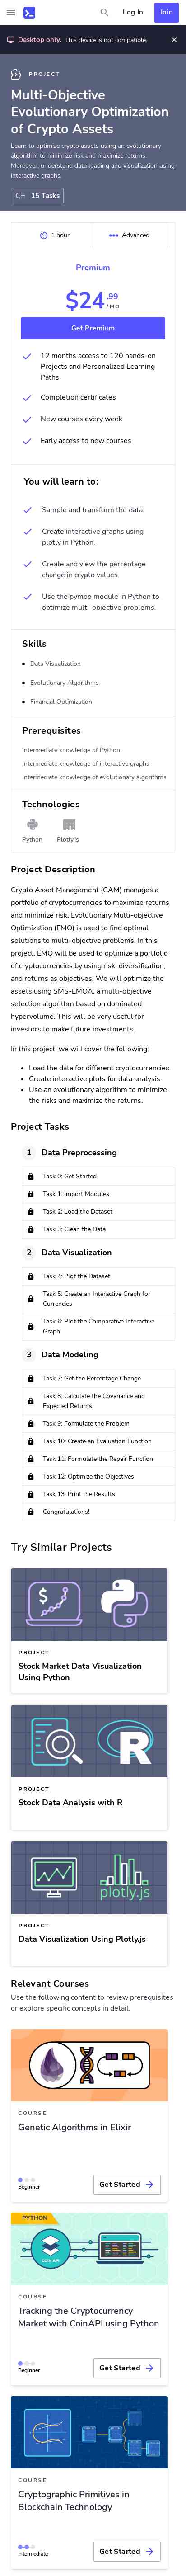 Log In
Join
Desktop only. This device is not compatible.
PROJECT
Multi-Objective
Evolutionary Optimization
of Crypto Assets
Learn to optimize crypto assets using an evolutionary
algorithm to minimize risk and maximize returns.
Moreover, understand data loading and visualization using
interactive graphs.
15 Tasks
1 hour
Advanced
Premium
$24.99
/MO
Get Premium
12 months access to 120 hands-on
Projects and Personalized Learning
Paths
Completion certificates
New courses every week
Early access to new courses
You will learn to:
Sample and transform the data.
Create interactive graphs using
plotly in Python.
Create and view the percentage
change in crypto values.
Use the pymoo module in Python to
optimize multi-objective problems.
Skills
Data Visualization
Evolutionary Algorithms
Financial Optimization
Prerequisites
Intermediate knowledge of Python
Intermediate knowledge of interactive graphs
Intermediate knowledge of evolutionary algorithms
Technologies
Python
Plotly.js
Project Description
Crypto Asset Management (CAM) manages a
portfolio of cryptocurrencies to maximize returns
and minimize risk. Evolutionary Multi-objective
Optimization (EMO) is used to find optimal
solutions to multi-objective problems. In this
project, EMO will be used to optimize a portfolio
of cryptocurrencies by using risk, diversification,
and returns as objectives. We will optimize the
assets using SMS-EMOA, a multi-objective
selection algorithm based on dominated
hypervolume. This will be very useful for
investors to make future investments.
In this project, we will cover the following:
Load the data for different cryptocurrencies.
Create interactive plots for data analysis.
Use an evolutionary algorithm to minimize
the risks and maximize the returns.
Project Tasks
1 Data Preprocessing
Task 0: Get Started
Task 1: Import Modules
Task 2: Load the Dataset
Task 3: Clean the Data
2 Data Visualization
Task 4: Plot the Dataset
Task 5: Create an Interactive Graph for
Currencies
Task 6: Plot the Comparative Interactive
Graph
3 Data Modeling
Task 7: Get the Percentage Change
Task 8: Calculate the Covariance and
Expected Returns
Task 9: Formulate the Problem
Task 10: Create an Evaluation Function
Task 11: Formulate the Repair Function
Task 12: Optimize the Objectives
Task 13: Print the Results
Congratulations!
Try Similar Projects
PROJECT
Stock Market Data Visualization
Using Python
R
PROJECT
Stock Data Analysis with R
plotly.js
PROJECT
Data Visualization Using Plotly.js
Relevant Courses
Use the following content to review prerequisites
or explore specific concepts in detail.
COURSE
Genetic Algorithms in Elixir
Beginner
Get Started
PYTHON
COIN API
COURSE
Tracking the Cryptocurrency
Market with CoinAPI using Python
Beginner
Get Started
COURSE
Cryptographic Primitives in
Blockchain Technology
Intermediate
Get Started